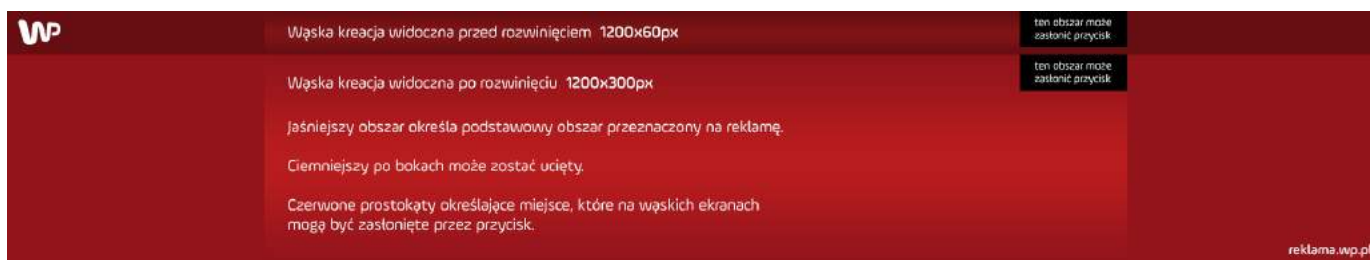 WP
Wąska kreacja widoczna przed rozwinięciem 1200x60px
ten obszar może
zasłonić przycisk
Wąska kreacja widoczna po rozwinięciu 1200x300px
ten obszar może
zasłonić przycisk
Jaśniejszy obszar określa podstawowy obszar przeznaczony na reklamę.
Ciemniejszy po bokach może zostać ucięty.
Czerwone prostokąty określające miejsce, które na wąskich ekranach
mogą być zasłonięte przez przycisk.
reklama.wp.pl